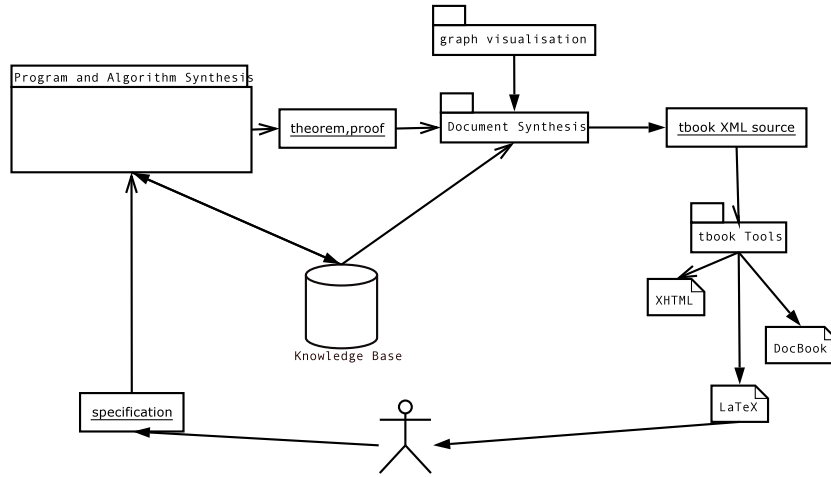 graph visualisation
Program and Algorithm Synthesis
theorem,proof
Document Synthesis
tbook XML source
tbook Tools
XHTML
DocBook
Knowledge Base
specification
LaTeX